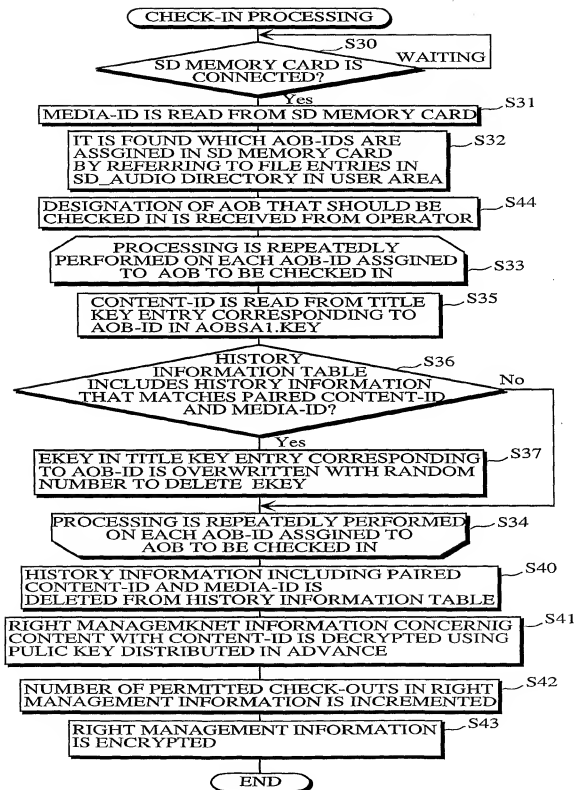 CHECK-IN PROCESSING
S30
WAITING
SD MEMORY CARD IS
CONNECTED?
Yes
S31
MEDIA-ID IS READ FROM SD MEMORY CARD
S32
IT IS FOUND WHICH AOB-IDS ARE
ASSGINED IN SD MEMORY CARD
BY REFERRING TO FILE ENTRIES IN
SD_AUDIO DIRECTORY IN USER AREA
S44
DESIGNATION OF AOB THAT SHOULD BE
CHECKED IN IS RECEIVED FROM OPERATOR
PROCESSING IS REPEATEDLY
PERFORMED ON EACH AOB-ID ASSGINED
TO AOB TO BE CHECKED IN
S33
S35
CONTENT-ID IS READ FROM TITLE
KEY ENTRY CORRESPONDING TO
AOB-ID IN AOBSA1.KEY
S36
HISTORY
INFORMATION TABLE
INCLUDES HISTORY INFORMATION
THAT MATCHES PAIRED CONTENT-ID
AND MEDIA-ID?
No
Yes
S37
EKEY IN TITLE KEY ENTRY CORRESPONDING
TO AOB-ID IS OVERWRITTEN WITH RANDOM
NUMBER TO DELETE EKEY
S34
PROCESSING IS REPEATEDLY PERFORMED
ON EACH AOB-ID ASSGINED TO
AOB TO BE CHECKED IN
S40
HISTORY INFORMATION INCLUDING PAIRED
CONTENT-ID AND MEDIA-ID IS
DELETED FROM HISTORY INFORMATION TABLE
S41
RIGHT MANAGEMKNET INFORMATION CONCERNIG
CONTENT WITH CONTENT-ID IS DECRYPTED USING
PULIC KEY DISTRIBUTED IN ADVANCE
S42
NUMBER OF PERMITTED CHECK-OUTS IN RIGHT
MANAGEMENT INFORMATION IS INCREMENTED
S43
RIGHT MANAGEMENT INFORMATION
IS ENCRYPTED
END